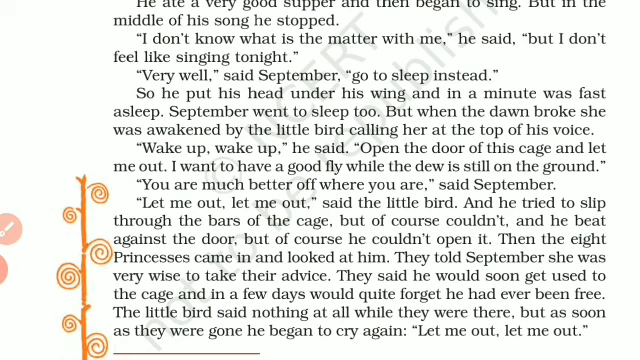 He ate a very good supper and then began to sing. But in the
middle of his song he stopped.
“I don't know what is the matter with me,” he said, “but I don't
feel like singing tonight.”
“Very well,” said September, “go to sleep instead.”
So he put his head under his wing and in a minute was fast
asleep. September went to sleep too. But when the dawn broke she
was awakened by the little bird calling her at the top of his voice.
“Wake up, wake up,” he said. “Open the door of this cage and let
me out. I want to have a good fly while the dew is still on the ground.”
“You are much better off where you are,” said September.
“Let me out, let me out,” said the little bird. And he tried to slip
through the bars of the cage, but of course couldn't, and he beat
against the door, but of course he couldn't open it. Then the eight
Princesses came in and looked at him. They told September she was
very wise to take their advice. They said he would soon get used to
the cage and in a few days would quite forget he had ever been free.
The little bird said nothing at all while they were there, but as soon
as they were gone he began to cry again: “Let me out, let me out.”
© NCERT
not to be republished